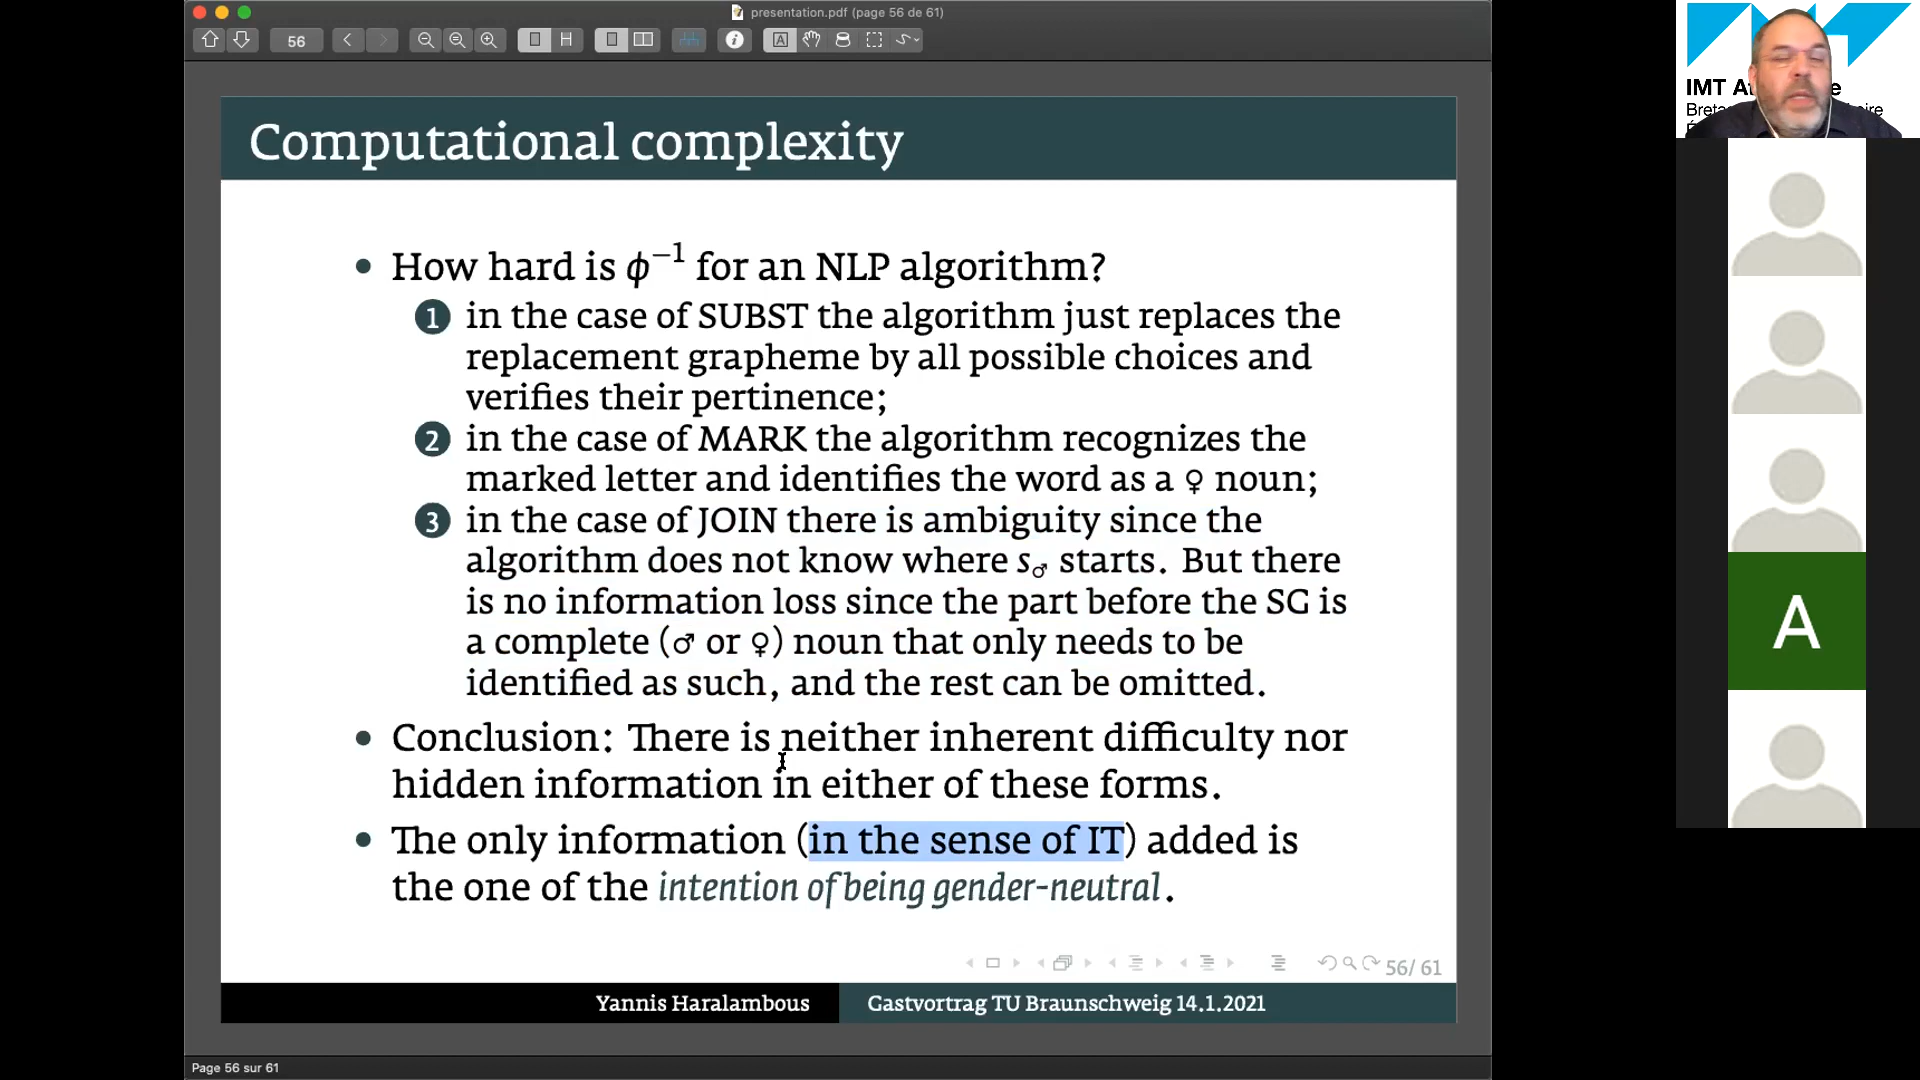 presentation.pdf (page 56 de 61)
56
Computational complexity
• How hard is ϕ⁻¹ for an NLP algorithm?
1 in the case of SUBST the algorithm just replaces the
replacement grapheme by all possible choices and
verifies their pertinence;
2 in the case of MARK the algorithm recognizes the
marked letter and identifies the word as a ♀ noun;
3 in the case of JOIN there is ambiguity since the
algorithm does not know where s♂ starts. But there
is no information loss since the part before the SG is
a complete (♂ or ♀) noun that only needs to be
identified as such, and the rest can be omitted.
• Conclusion: There is neither inherent difficulty nor
hidden information in either of these forms.
• The only information (in the sense of IT) added is
the one of the intention of being gender-neutral.
56/ 61
Yannis Haralambous
Gastvortrag TU Braunschweig 14.1.2021
Page 56 sur 61
IMT
A